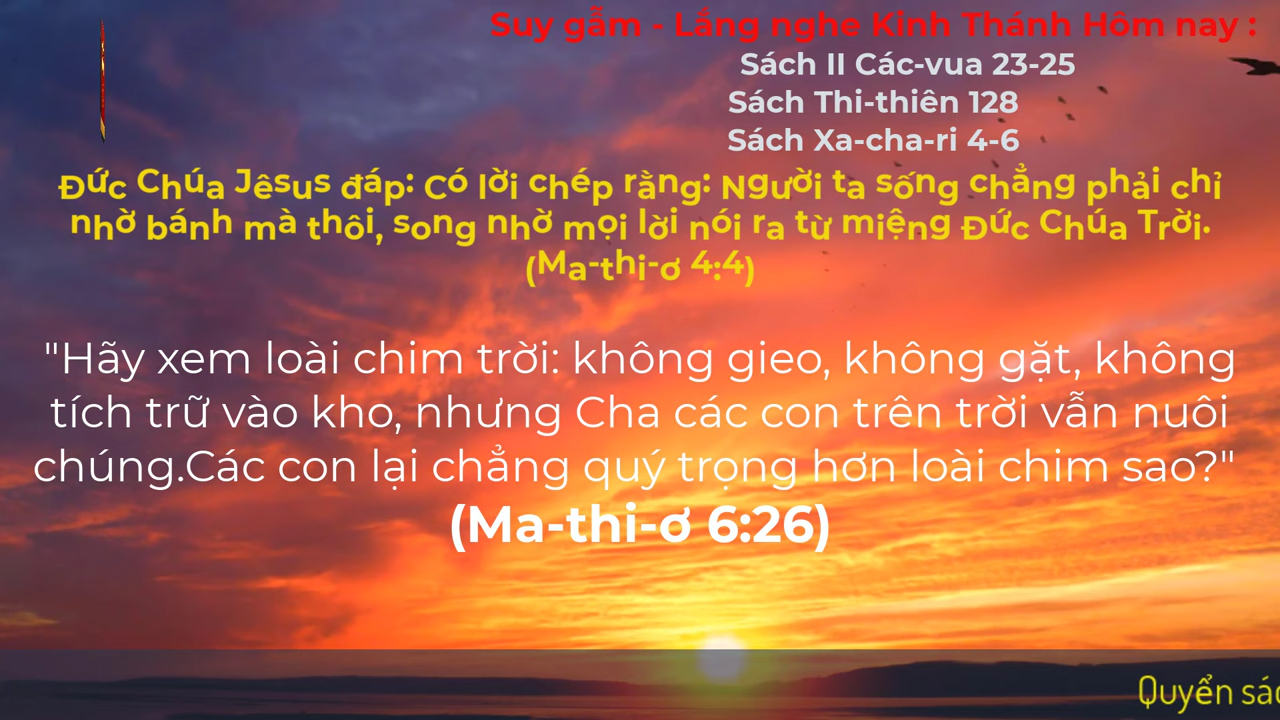 Suy gẫm - Lắng nghe Kinh Thánh Hôm nay :
Sách II Các-vua 23-25
Sách Thi-thiên 128
Sách Xa-cha-ri 4-6
Đức Chúa Jêsus đáp: Có lời chép rằng: Người ta sống chẳng phải chỉ
nhờ bánh mà thôi, song nhờ mọi lời nói ra từ miệng Đức Chúa Trời.
(Ma-thi-ơ 4:4)
"Hãy xem loài chim trời: không gieo, không gặt, không
tích trữ vào kho, nhưng Cha các con trên trời vẫn nuôi
chúng.Các con lại chẳng quý trọng hơn loài chim sao?"
(Ma-thi-ơ 6:26)
Quyển